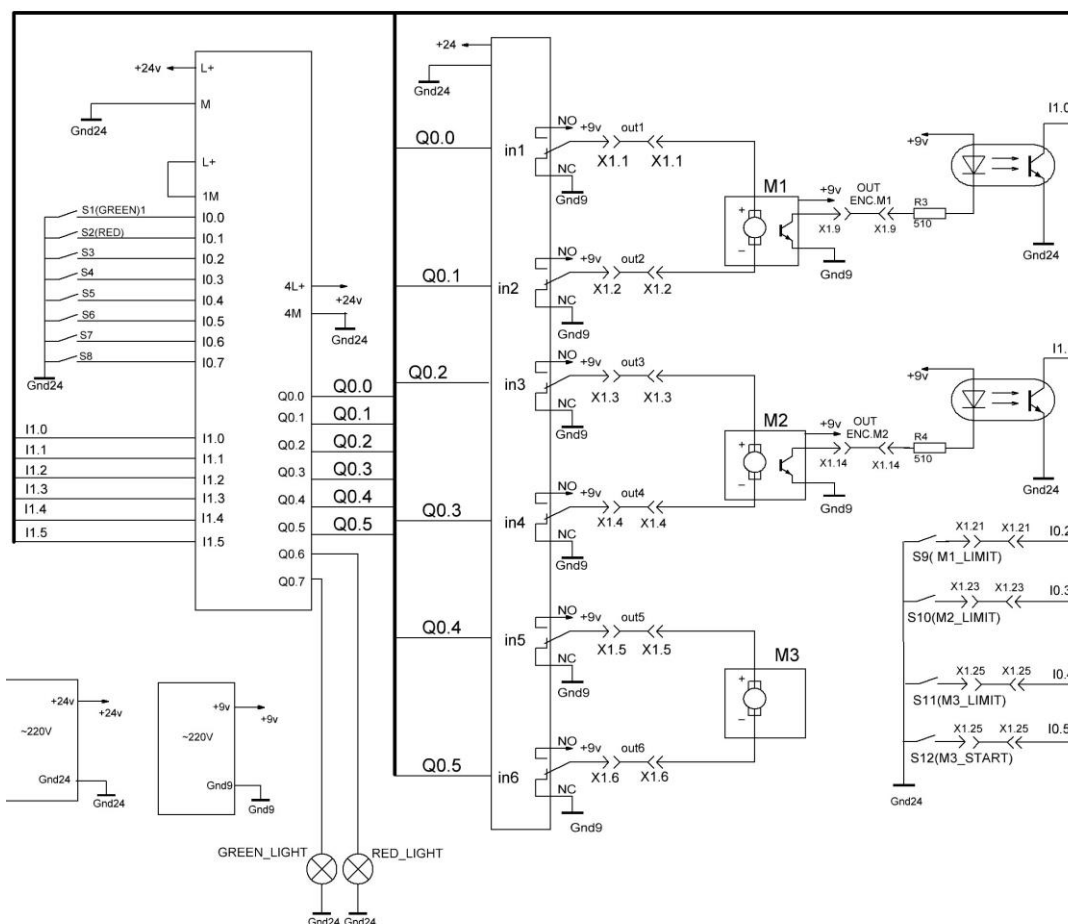 +24v
L+
M
Gnd24
L+
1M
S1(GREEN)1
I0.0
S2(RED)
I0.1
S3
I0.2
S4
I0.3
S5
I0.4
S6
I0.5
S7
I0.6
S8
I0.7
Gnd24
4L+
+24v
4M
Gnd24
Q0.0
Q0.0
Q0.1
Q0.1
Q0.2
Q0.2
Q0.3
Q0.3
Q0.4
Q0.4
Q0.5
Q0.5
Q0.6
Q0.7
I1.0
I1.0
I1.1
I1.1
I1.2
I1.2
I1.3
I1.3
I1.4
I1.4
I1.5
I1.5
+24v
+24v
~220V
Gnd24
Gnd24
+9v
+9v
~220V
Gnd9
Gnd9
GREEN_LIGHT
RED_LIGHT
Gnd24
Gnd24
+24
Gnd24
Q0.0
in1
NO
+9v
out1
X1.1
X1.1
NC
Gnd9
Q0.1
in2
NO
+9v
out2
X1.2
X1.2
NC
Gnd9
Q0.2
in3
NO
+9v
out3
X1.3
X1.3
NC
Gnd9
Q0.3
in4
NO
+9v
out4
X1.4
X1.4
NC
Gnd9
Q0.4
in5
NO
+9v
out5
X1.5
X1.5
NC
Gnd9
Q0.5
in6
NO
+9v
out6
X1.6
X1.6
NC
Gnd9
M1
+
–
+9v
OUT
ENC.M1
X1.9
X1.9
Gnd9
R3
510
+9v
I1.0
Gnd24
M2
+
–
+9v
OUT
ENC.M2
X1.14
X1.14
Gnd9
R4
510
+9v
I1.
Gnd24
M3
+
–
X1.21
X1.21
I0.2
S9( M1_LIMIT)
X1.23
X1.23
I0.3
S10(M2_LIMIT)
X1.25
X1.25
I0.4
S11(M3_LIMIT)
X1.25
X1.25
I0.5
S12(M3_START)
Gnd24